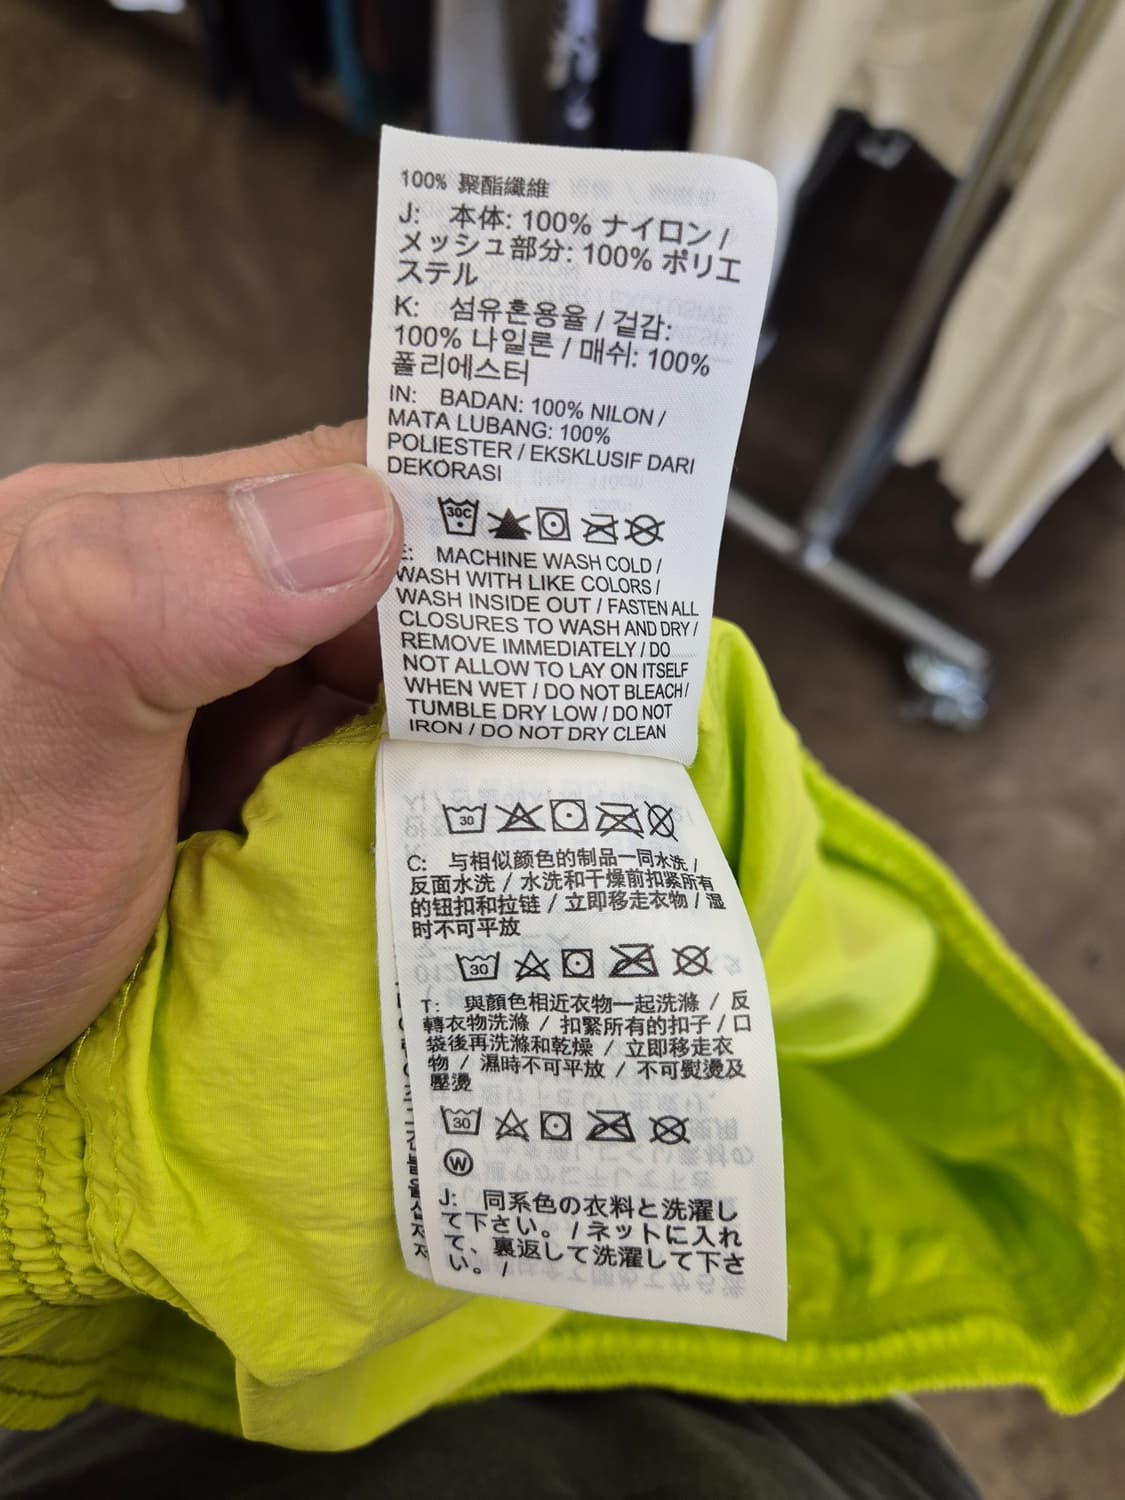 100% 聚酯纖維
J: 本体: 100% ナイロン /
メッシュ部分: 100% ポリエ
ステル
K: 섬유혼용율 / 겉감:
100% 나일론 / 매쉬: 100%
폴리에스터
IN: BADAN: 100% NILON /
MATA LUBANG: 100%
POLIESTER / EKSKLUSIF DARI
DEKORASI
30C
E: MACHINE WASH COLD /
WASH WITH LIKE COLORS /
WASH INSIDE OUT / FASTEN ALL
CLOSURES TO WASH AND DRY /
REMOVE IMMEDIATELY / DO
NOT ALLOW TO LAY ON ITSELF
WHEN WET / DO NOT BLEACH /
TUMBLE DRY LOW / DO NOT
IRON / DO NOT DRY CLEAN
30
C: 与相似颜色的制品一同水洗 /
反面水洗 / 水洗和干燥前扣紧所有
的钮扣和拉链 / 立即移走衣物 / 湿
时不可平放
30
T: 與顏色相近衣物一起洗滌 / 反
轉衣物洗滌 / 扣緊所有的扣子 / 口
袋後再洗滌和乾燥 / 立即移走衣
物 / 濕時不可平放 / 不可熨燙及
壓燙
30
W
J: 同系色の衣料と洗濯し
て下さい。 / ネットに入れ
て、裏返して洗濯して下さ
い。 /